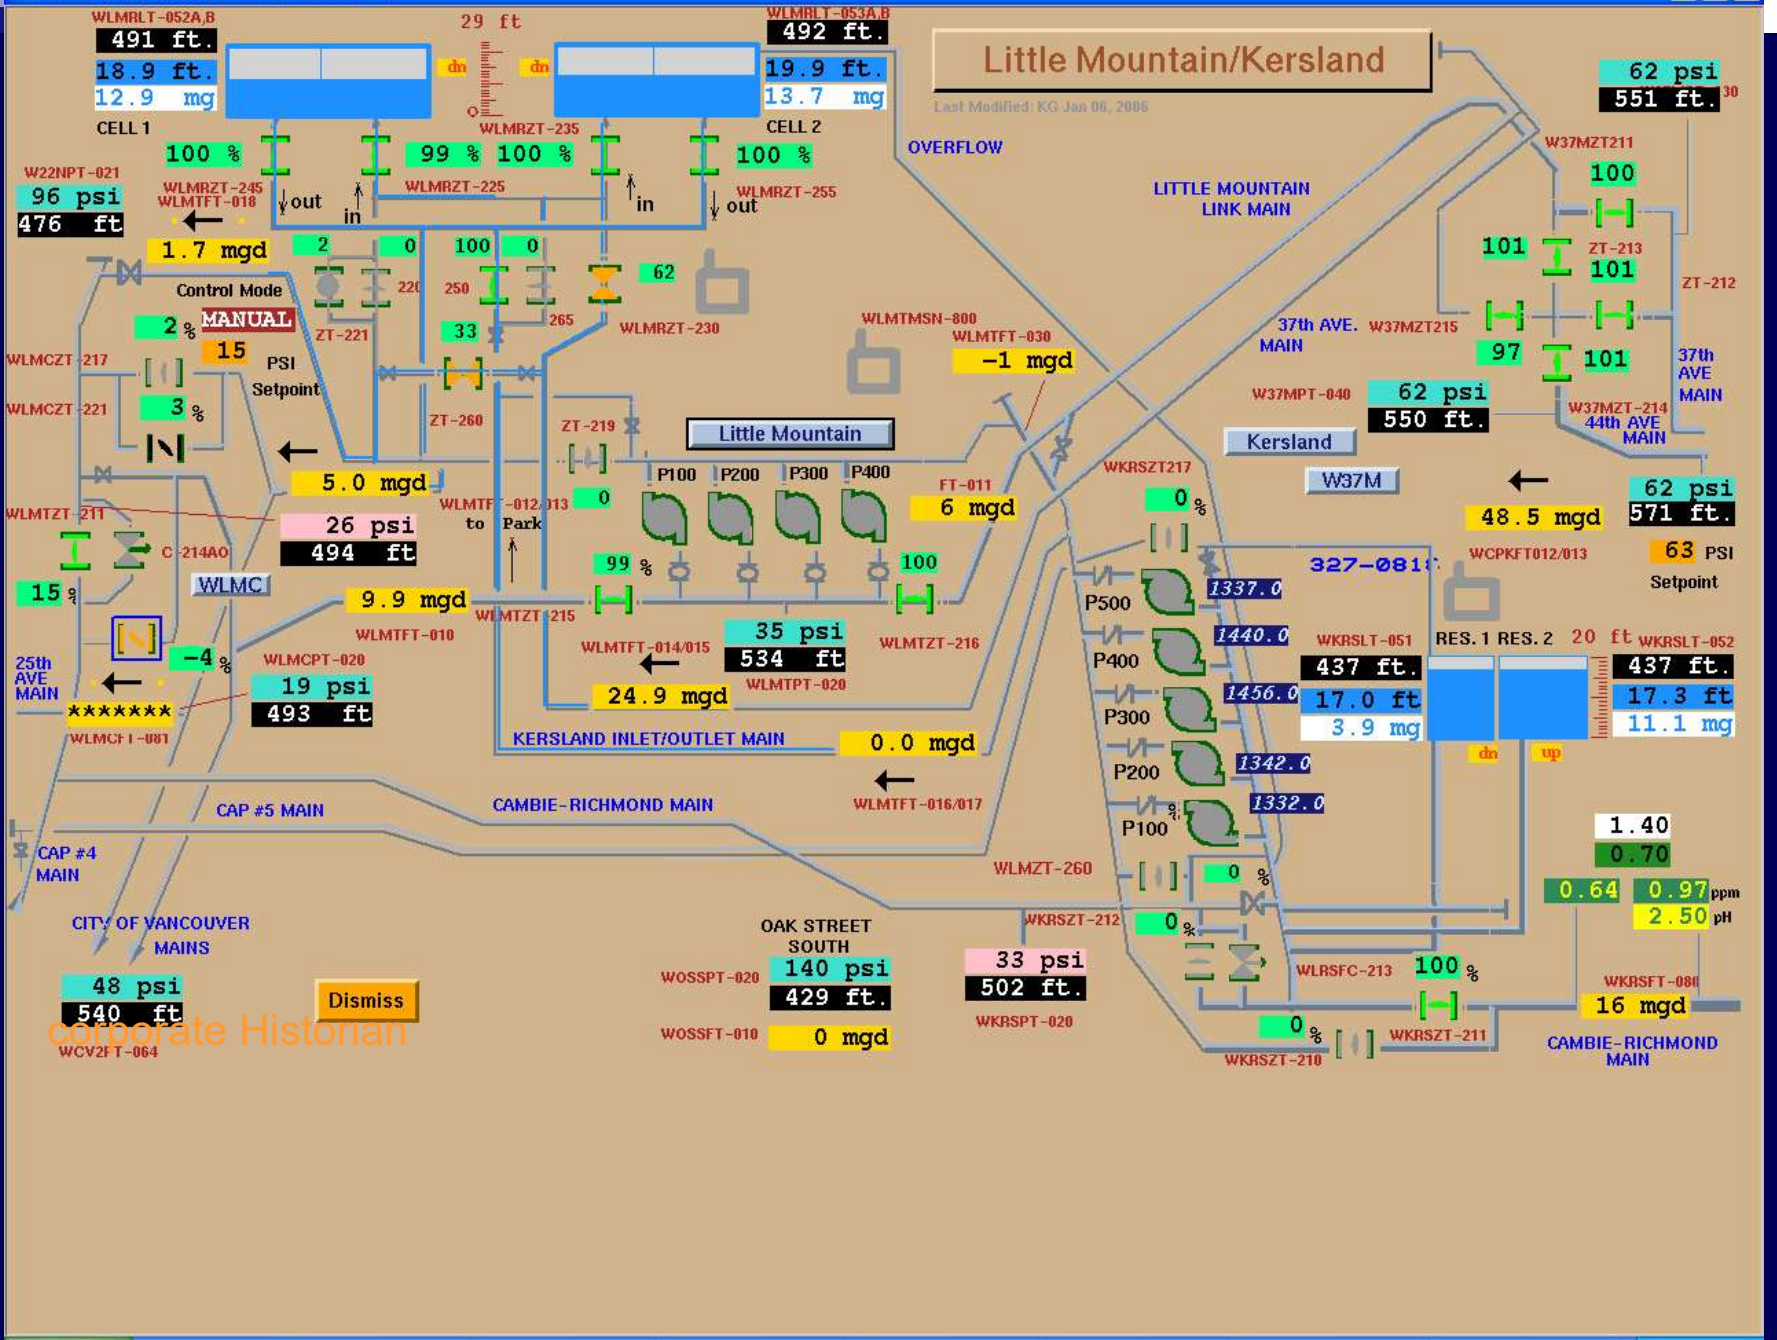 WLMRLT-052A,B
491 ft.
18.9 ft.
12.9 mg
CELL 1
29 ft
dn
dn
0
WLMRLT-053A,B
492 ft.
19.9 ft.
13.7 mg
CELL 2
Little Mountain/Kersland
Last Modified: KG Jan 06, 2006
62 psi
551 ft.
30
OVERFLOW
WLMRZT-235
100 %
99 %
100 %
100 %
W22NPT-021
96 psi
476 ft
WLMRZT-245
WLMTFT-018
1.7 mgd
out
in
WLMRZT-225
in
out
WLMRZT-255
LITTLE MOUNTAIN
LINK MAIN
W37MZT211
100
101
ZT-213
101
ZT-212
2
0
100
0
62
Control Mode
MANUAL
15
PSI
Setpoint
2 %
ZT-221
220
250
33
265
WLMRZT-230
WLMTMSN-800
WLMTFT-030
-1 mgd
37th AVE.
MAIN
W37MZT215
97
101
37th
AVE
MAIN
WLMCZT-217
WLMCZT-221
3 %
ZT-260
ZT-219
0
Little Mountain
W37MPT-040
62 psi
550 ft.
W37MZT-214
44th AVE
MAIN
Kersland
W37M
5.0 mgd
WLMTFT-012/013
to Park
P100
P200
P300
P400
FT-011
6 mgd
WKRSZT217
0 %
48.5 mgd
WCPKFT012/013
62 psi
571 ft.
63 PSI
Setpoint
WLMTZT-211
26 psi
494 ft
C-214AO
WLMC
15 %
99 %
100
327-081
9.9 mgd
WLMTFT-010
WLMTZT-215
WLMTFT-014/015
24.9 mgd
35 psi
534 ft
WLMTPT-020
WLMTZT-216
P500
1337.0
P400
1440.0
P300
1456.0
P200
1342.0
P100
%
1332.0
WKRSLT-051
437 ft.
17.0 ft
3.9 mg
RES. 1
RES. 2
20 ft
dn
up
WKRSLT-052
437 ft.
17.3 ft
11.1 mg
-4 %
25th
AVE
MAIN
*******
WLMCFT-081
WLMCPT-020
19 psi
493 ft
KERSLAND INLET/OUTLET MAIN
0.0 mgd
WLMTFT-016/017
CAP #5 MAIN
CAMBIE-RICHMOND MAIN
CAP #4
MAIN
WLMZT-260
0 %
1.40
0.70
0.64
0.97 ppm
2.50 pH
CITY OF VANCOUVER
MAINS
48 psi
540 ft
WCV2FT-064
corporate Historian
Dismiss
OAK STREET
SOUTH
WOSSPT-020
140 psi
429 ft.
WOSSFT-010
0 mgd
33 psi
502 ft.
WKRSPT-020
WKRSZT-212
0 %
WLRSFC-213
100 %
WKRSFT-080
16 mgd
0 %
WKRSZT-210
WKRSZT-211
CAMBIE-RICHMOND
MAIN